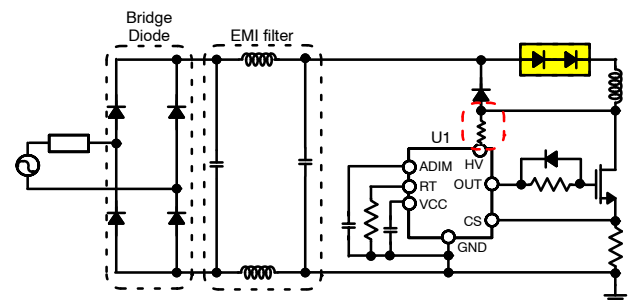 Bridge
Diode
EMI filter
U1
HV
ADIM
RT
VCC
OUT
CS
GND